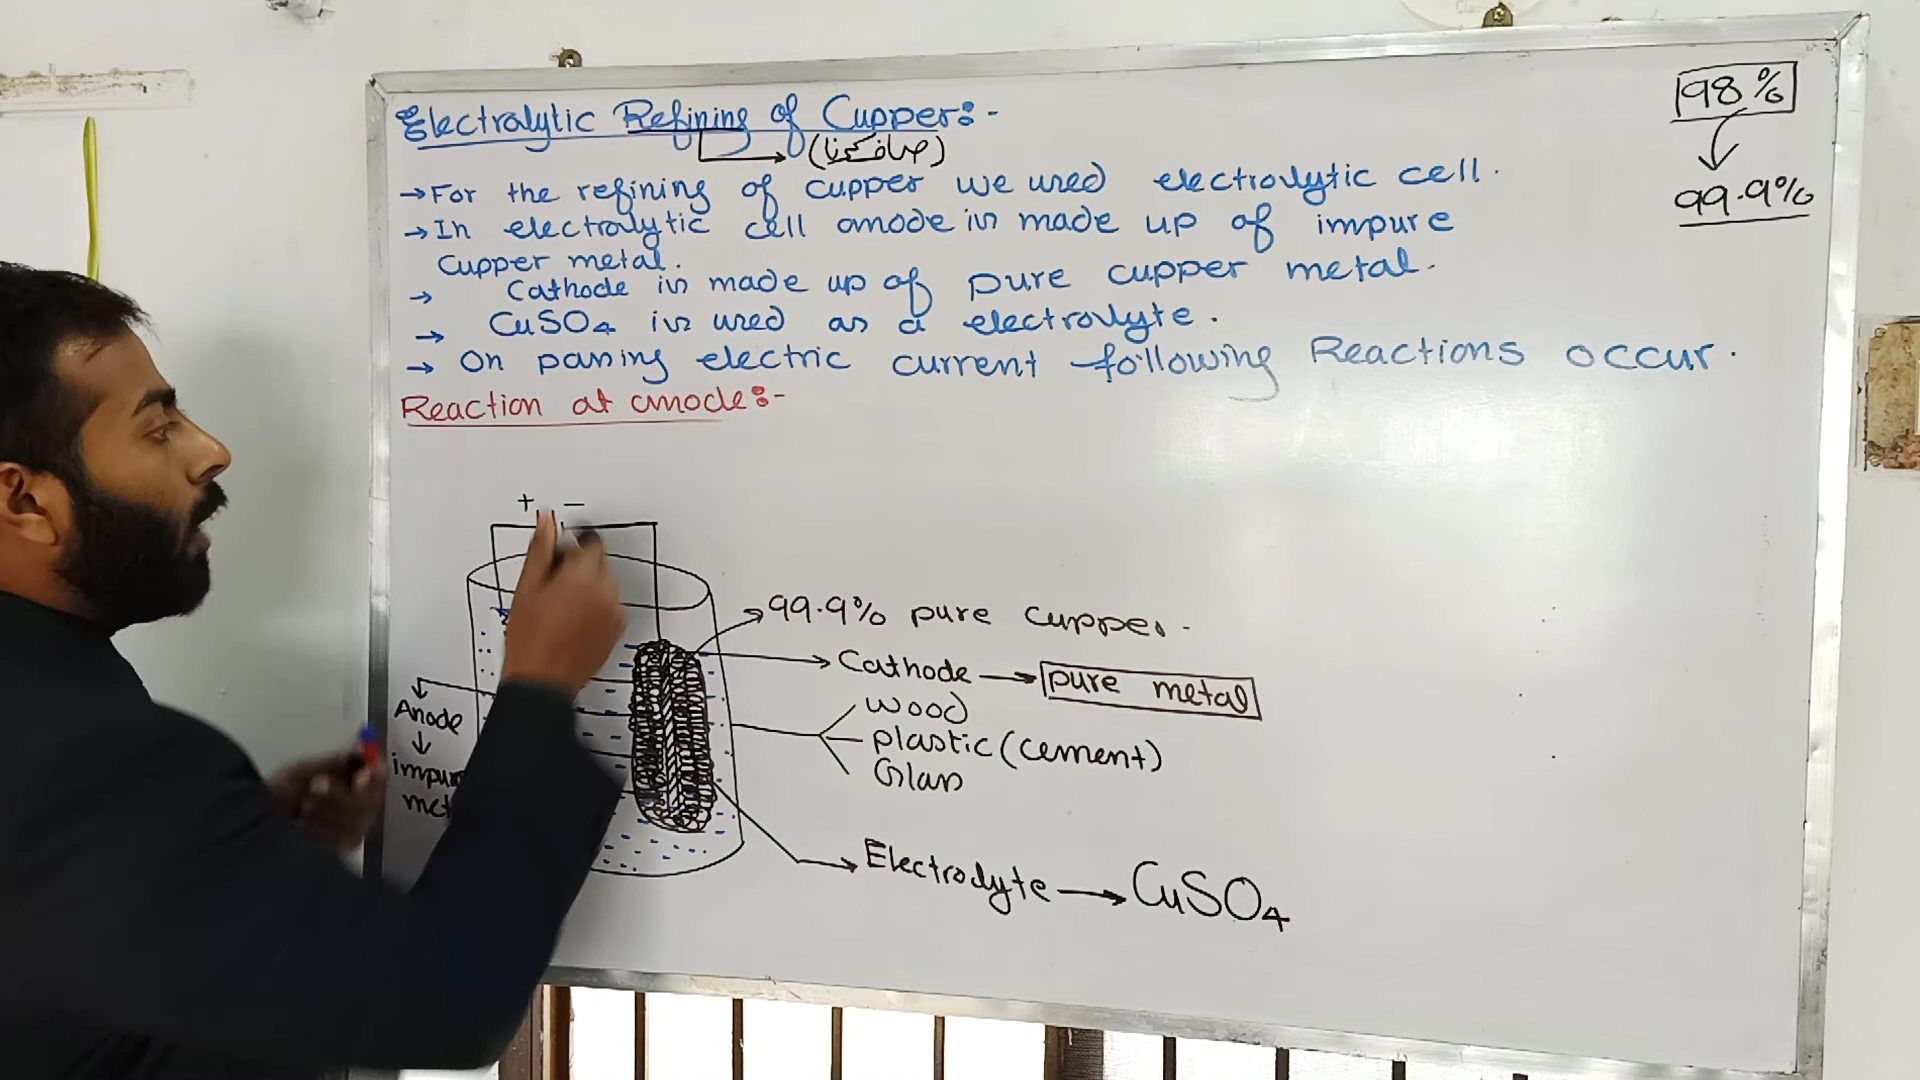 Electralytic Refining of Cupper:-
(صاف کرنا)
98%
99.9%
→ For the refining of cupper we used electrolytic cell.
→ In electralytic cell anode is made up of impure
Cupper metal.
→ Cathode is made up of pure cupper metal.
→ CuSO4 is used as a electrolyte.
→ On passing electric current following Reactions occur.
Reaction at anode:-
+ −
99.9% pure cupper.
Cathode → pure metal
Anode
impure
wood
plastic (cement)
Glass
Electrolyte → CuSO4